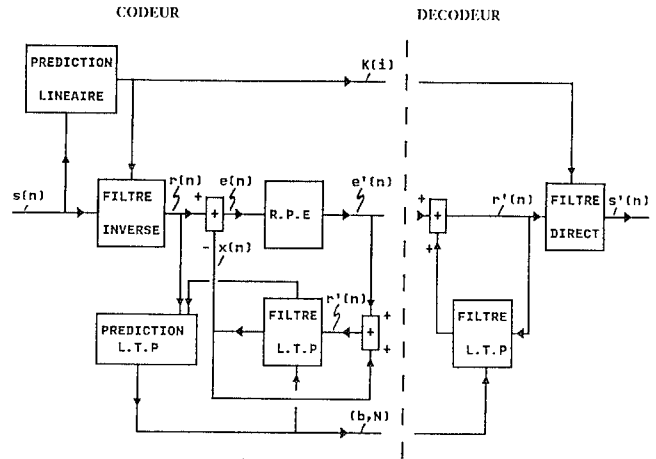 CODEUR
DECODEUR
PREDICTION
LINEAIRE
K(i)
s(n)
FILTRE
INVERSE
r(n)
+
+
e(n)
R.P.E
e'(n)
-
x(n)
PREDICTION
L.T.P
FILTRE
L.T.P
r'(n)
+
+
+
(b,N)
+
+
+
r'(n)
FILTRE
DIRECT
s'(n)
FILTRE
L.T.P